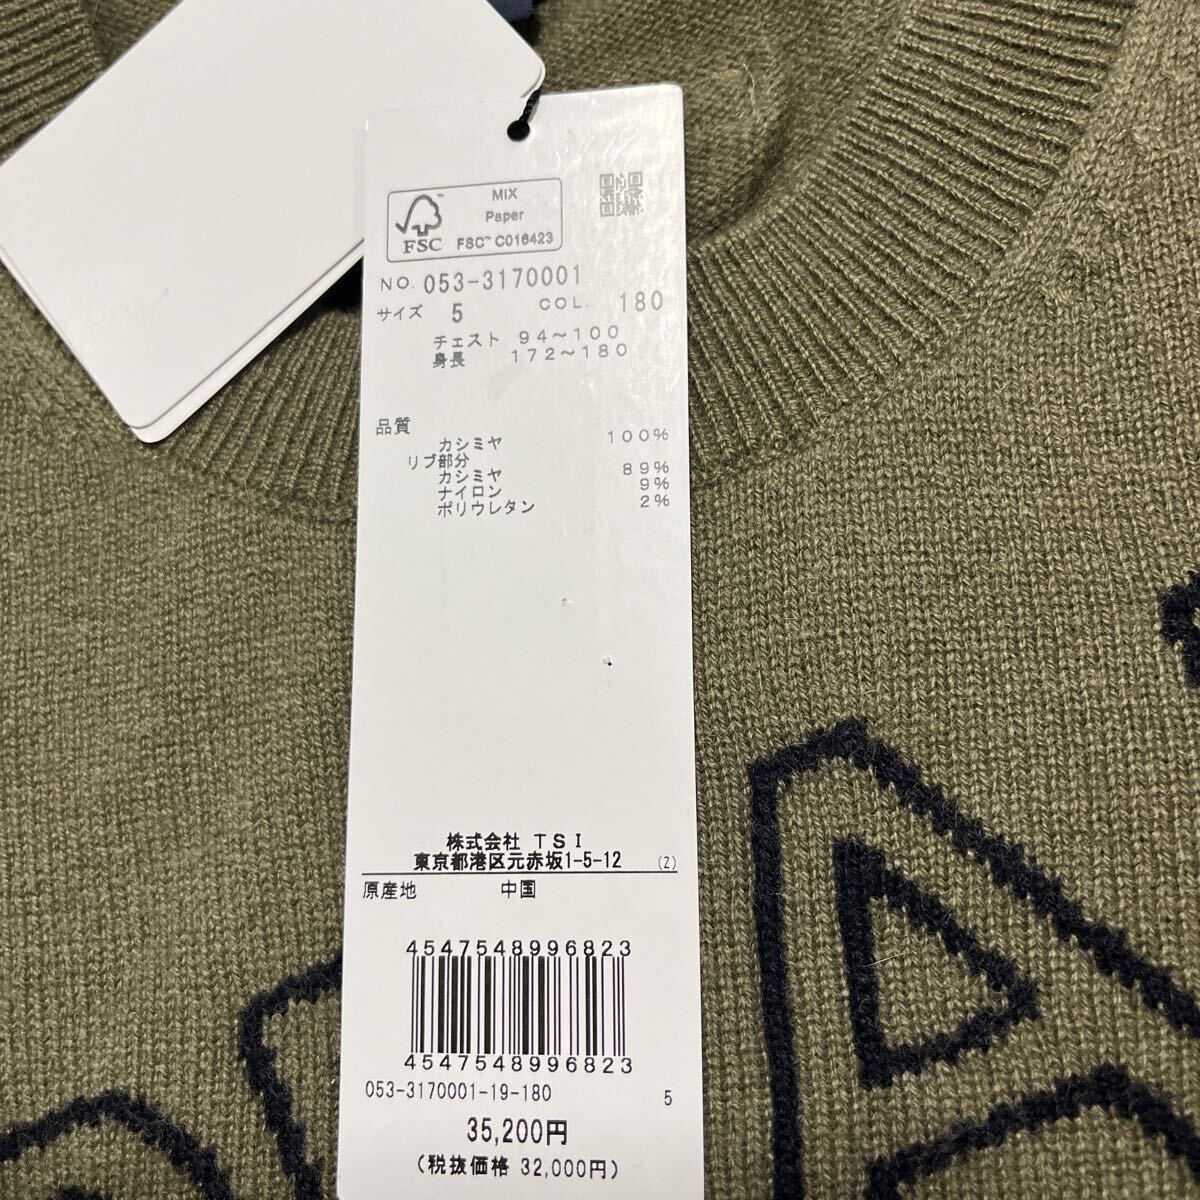 MIX
Paper
FSC™ C016423
FSC
NO. 053-3170001
サイズ 5 COL. 180
チェスト 94～100
身長 172～180
品質
カシミヤ 100%
リブ部分
カシミヤ 89%
ナイロン 9%
ポリウレタン 2%
株式会社 TSI
東京都港区元赤坂1-5-12 (Z)
原産地 中国
4547548996823
4547548996823
053-3170001-19-180 5
35,200円
(税抜価格 32,000円)